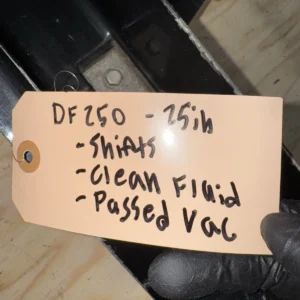 DF250 - 25in
- Shifts
- Clean Fluid
- Passed Vac